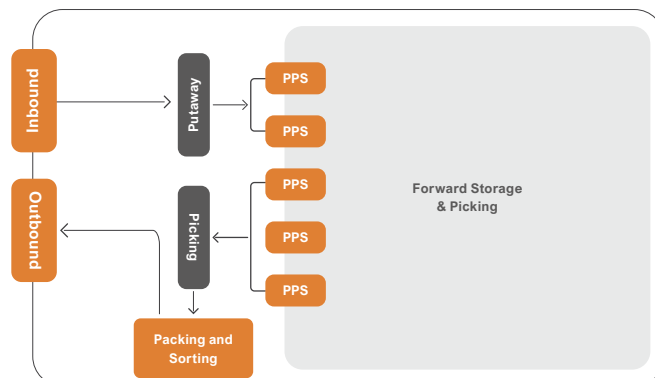 Inbound
Putaway
PPS
PPS
Outbound
Picking
PPS
PPS
PPS
Forward Storage
& Picking
Packing and
Sorting